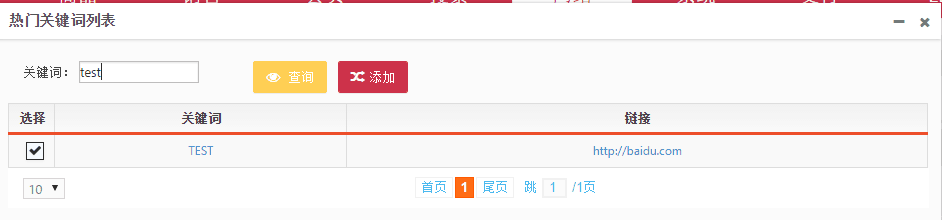 热门关键词列表
关键词： test 查询 添加
选择 关键词 链接
TEST http://baidu.com
10 首页 1 尾页 跳 1 /1页